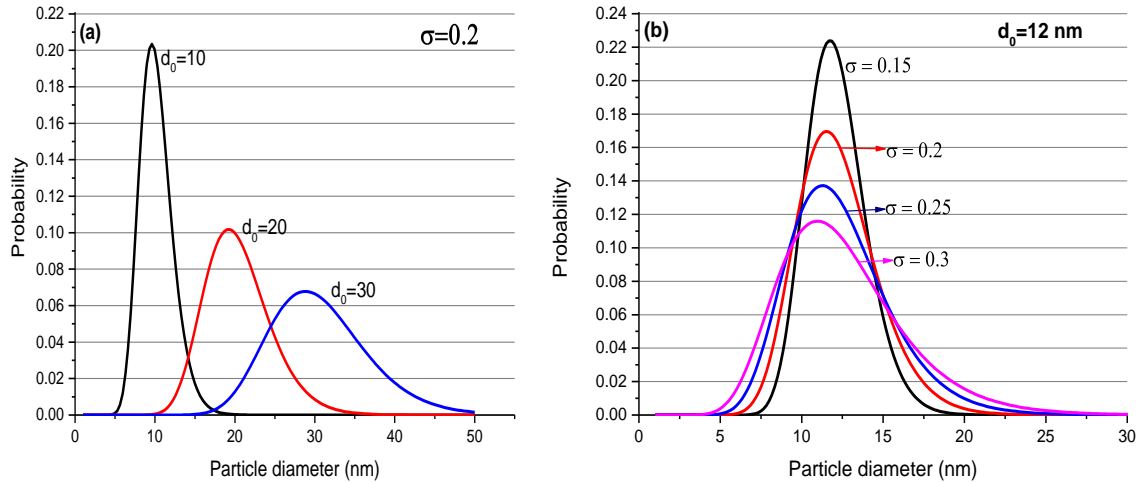 (a)
σ=0.2
d₀=10
d₀=20
d₀=30
0.22
0.20
0.18
0.16
0.14
0.12
0.10
0.08
0.06
0.04
0.02
0.00
0 10 20 30 40 50
Probability
Particle diameter (nm)
(b)
d₀=12 nm
σ = 0.15
σ = 0.2
σ = 0.25
σ = 0.3
0.24
0.22
0.20
0.18
0.16
0.14
0.12
0.10
0.08
0.06
0.04
0.02
0.00
0 5 10 15 20 25 30
Probability
Particle diameter (nm)